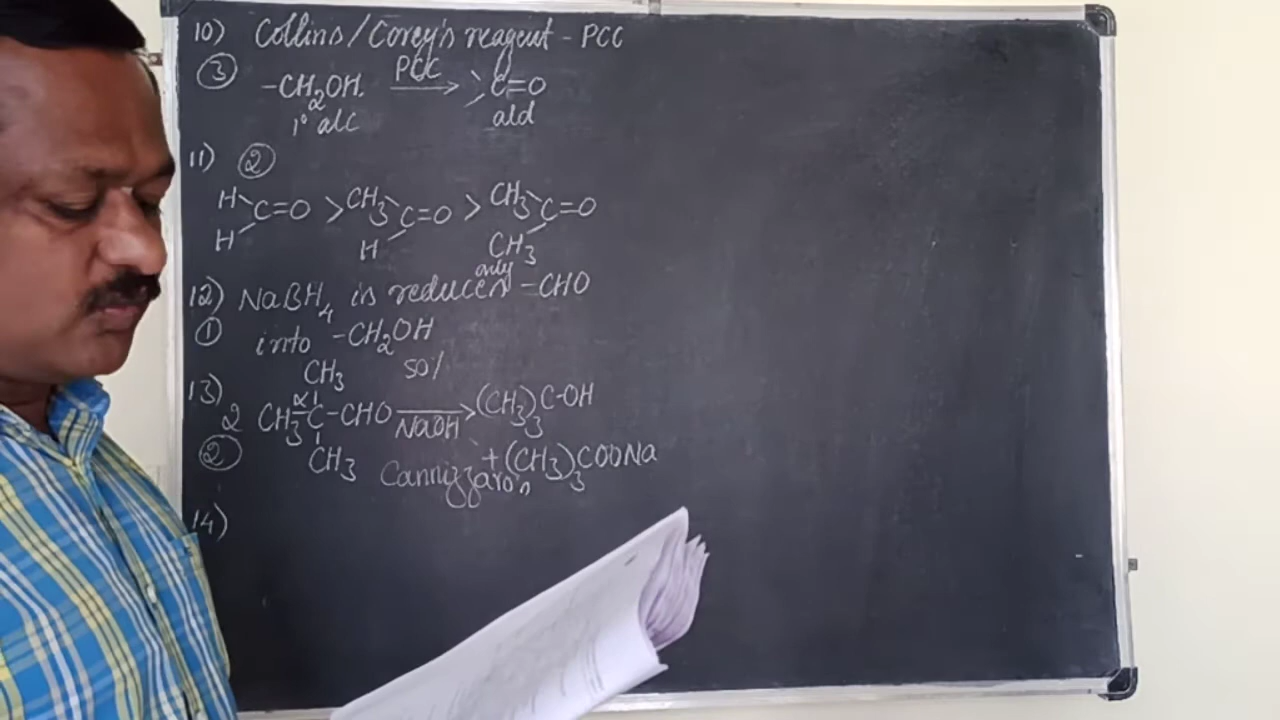 10) Collins/Corey's reagent - PCC
③ -CH2OH. PCC → C=O
1° alc ald
11) ②
H H C=O > CH3 H C=O > CH3 CH3 C=O
12) NaBH4 is reduces only -CHO
① into -CH2OH
13) 2 CH3-C-CHO NaOH → (CH3)3C-OH
CH3 α CH3 50%
② Cannizzaro's + (CH3)3COONa
14)